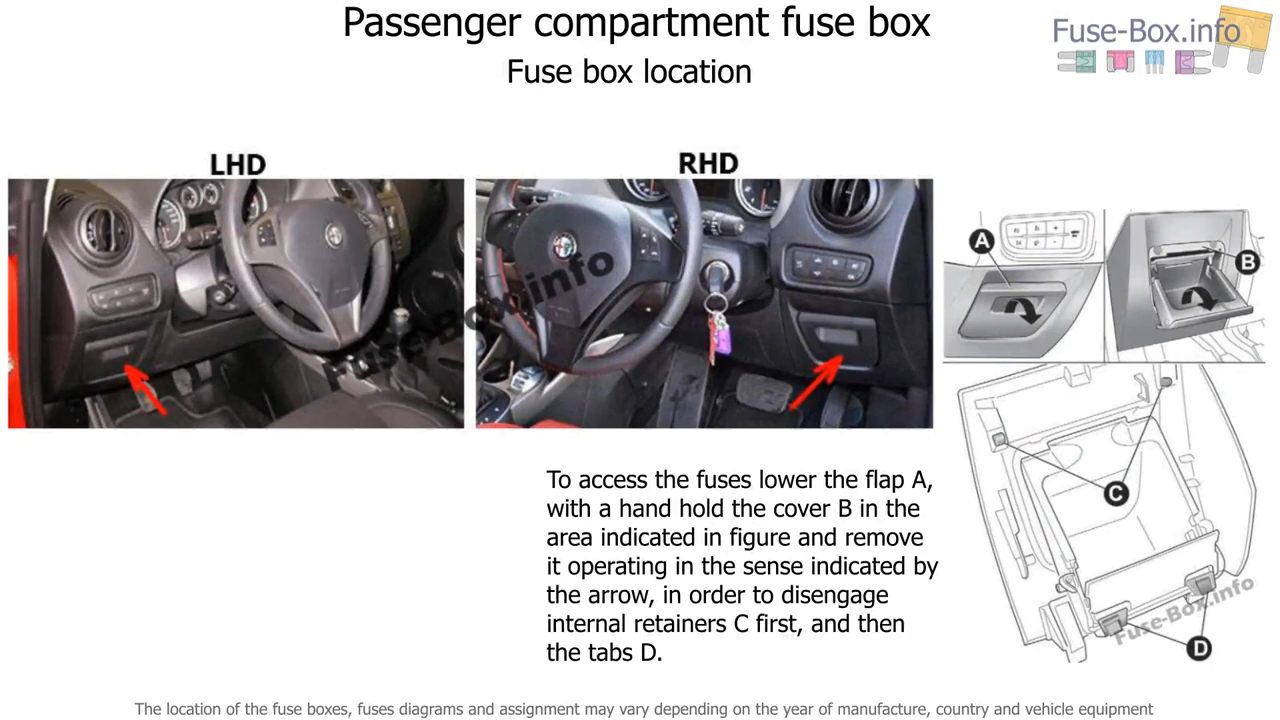 Passenger compartment fuse box
Fuse box location
Fuse-Box.info
LHD
RHD
Fuse-Box.info
A
B
C
D
Fuse-Box.info
To access the fuses lower the flap A,
with a hand hold the cover B in the
area indicated in figure and remove
it operating in the sense indicated by
the arrow, in order to disengage
internal retainers C first, and then
the tabs D.
The location of the fuse boxes, fuses diagrams and assignment may vary depending on the year of manufacture, country and vehicle equipment